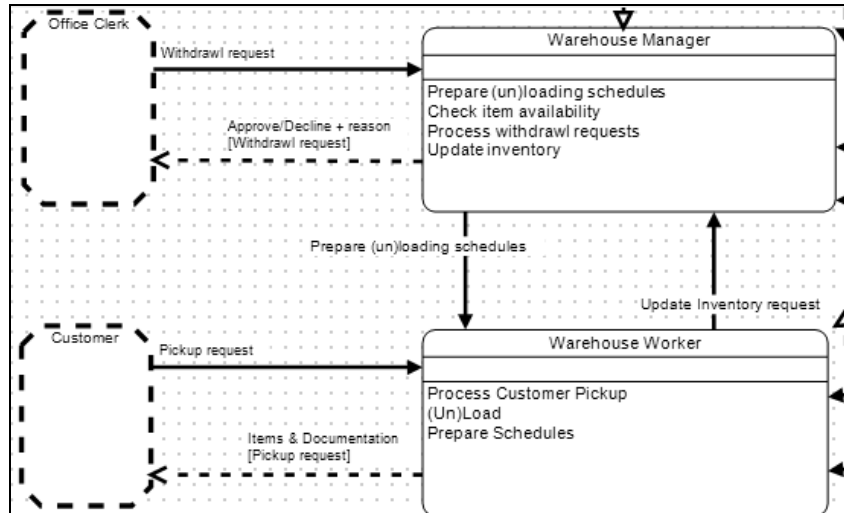 Office Clerk
Warehouse Manager
Withdrawl request
Prepare (un)loading schedules
Check item availability
Process withdrawl requests
Update inventory
Approve/Decline + reason
[Withdrawl request]
Prepare (un)loading schedules
Update Inventory request
Customer
Warehouse Worker
Pickup request
Process Customer Pickup
(Un)Load
Prepare Schedules
Items & Documentation
[Pickup request]